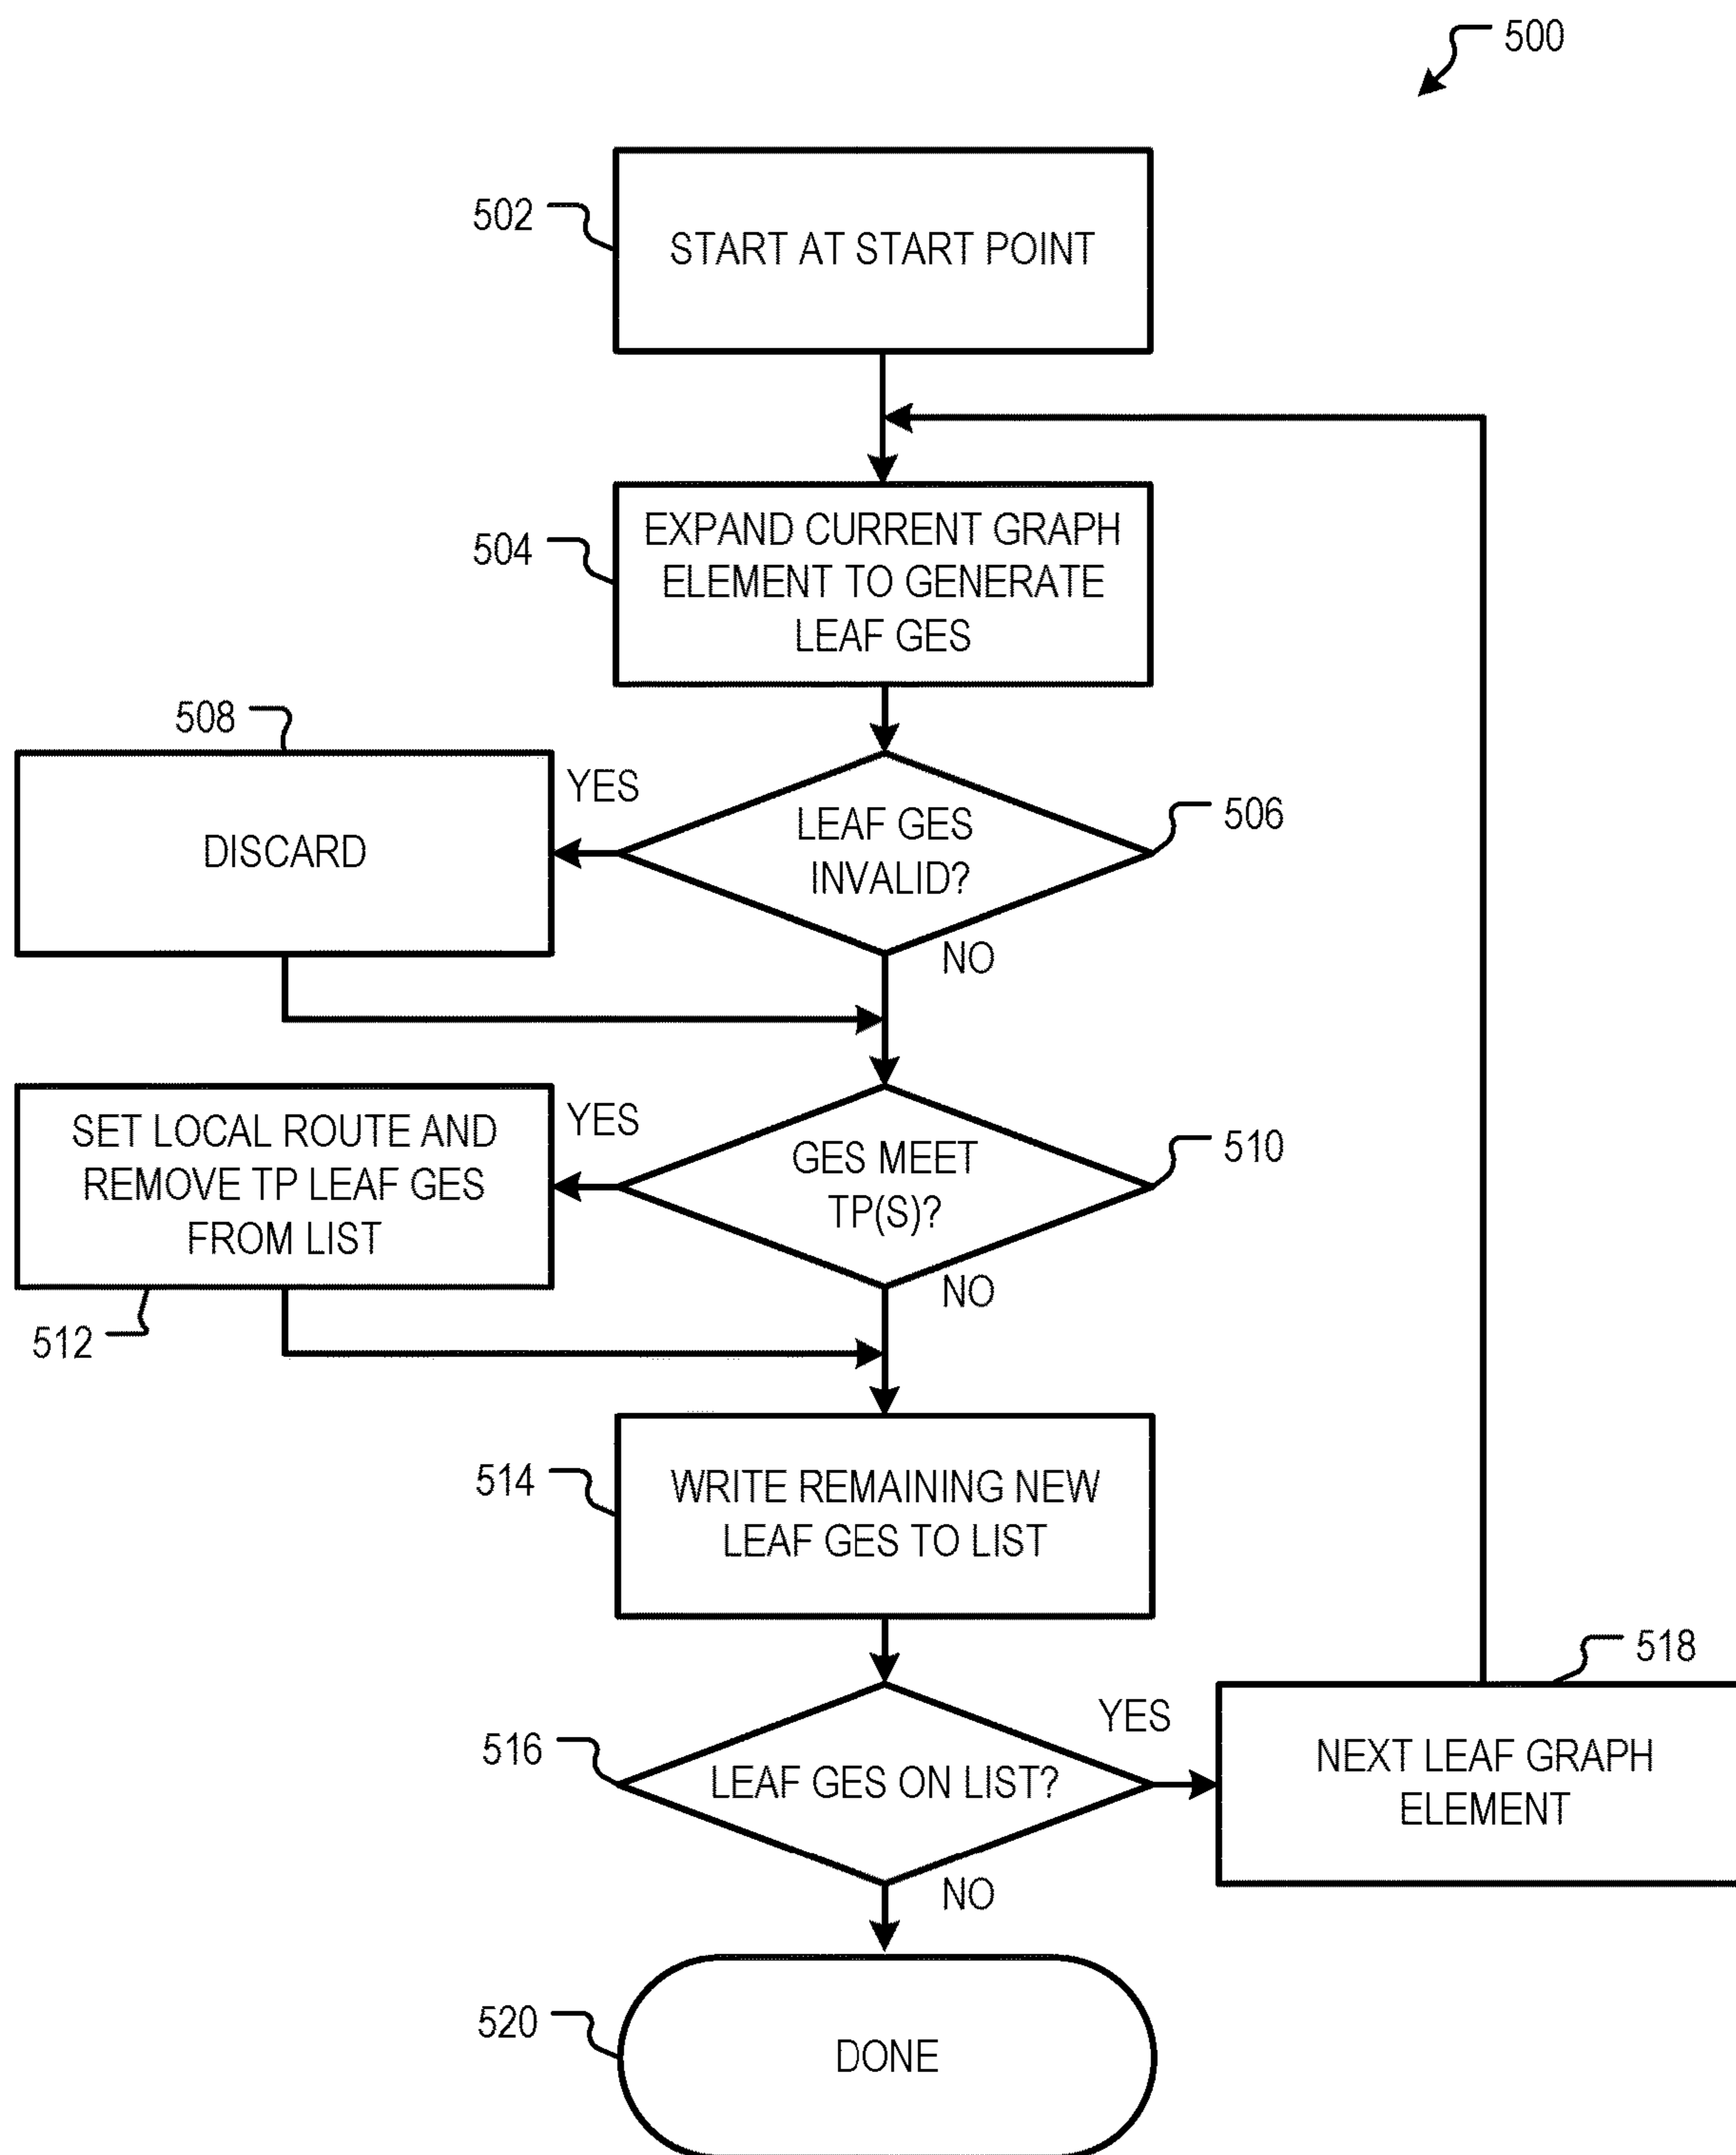 500
502
START AT START POINT
504
EXPAND CURRENT GRAPH
ELEMENT TO GENERATE
LEAF GES
508
YES
DISCARD
LEAF GES
INVALID?
506
NO
SET LOCAL ROUTE AND
REMOVE TP LEAF GES
FROM LIST
YES
GES MEET
TP(S)?
510
NO
512
514
WRITE REMAINING NEW
LEAF GES TO LIST
516
LEAF GES ON LIST?
YES
518
NEXT LEAF GRAPH
ELEMENT
NO
520
DONE